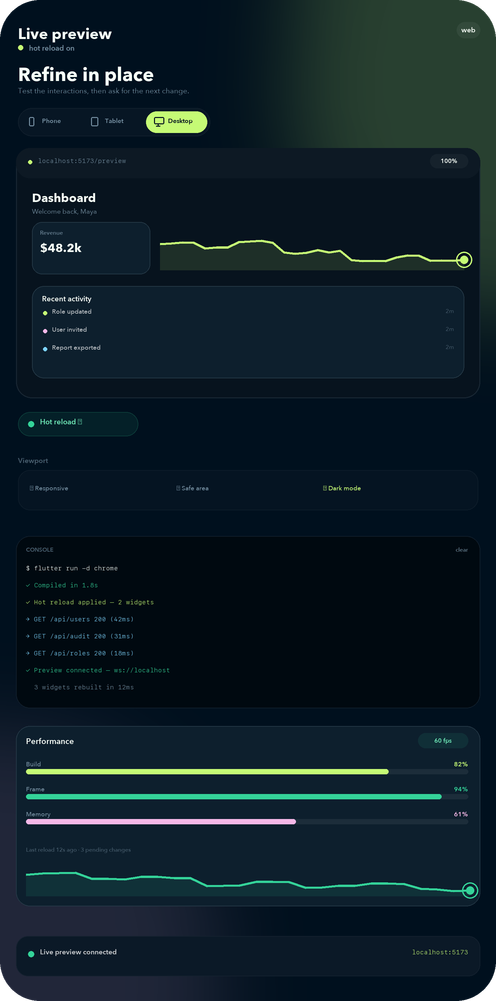 Live preview
web
hot reload on
Refine in place
Test the interactions, then ask for the next change.
Phone Tablet Desktop
localhost:5173/preview 100%
Dashboard
Welcome back, Maya
Revenue
$48.2k
Recent activity
Role updated 2m
User invited 2m
Report exported 2m
Hot reload
Viewport
Responsive Safe area Dark mode
CONSOLE clear
$ flutter run -d chrome
✓ Compiled in 1.8s
✓ Hot reload applied — 2 widgets
→ GET /api/users 200 (42ms)
→ GET /api/audit 200 (31ms)
→ GET /api/roles 200 (18ms)
✓ Preview connected — ws://localhost
3 widgets rebuilt in 12ms
Performance 60 fps
Build 82%
Frame 94%
Memory 61%
Last reload 12s ago · 3 pending changes
Live preview connected localhost:5173